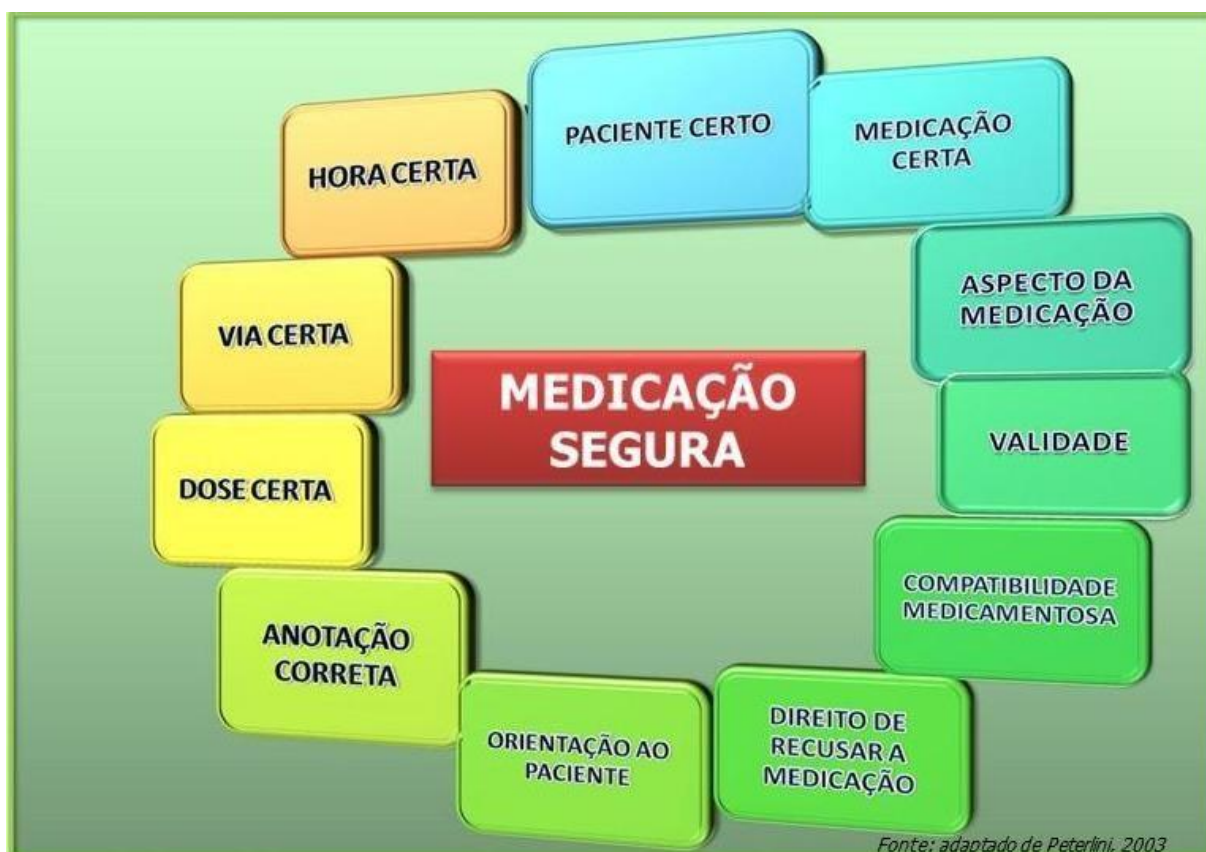 PACIENTE CERTO
MEDICAÇÃO
CERTA
ASPECTO DA
MEDICAÇÃO
VALIDADE
COMPATIBILIDADE
MEDICAMENTOSA
DIREITO DE
RECUSAR A
MEDICAÇÃO
ORIENTAÇÃO AO
PACIENTE
ANOTAÇÃO
CORRETA
DOSE CERTA
VIA CERTA
HORA CERTA
MEDICAÇÃO
SEGURA
Fonte: adaptado de Peterlini, 2003